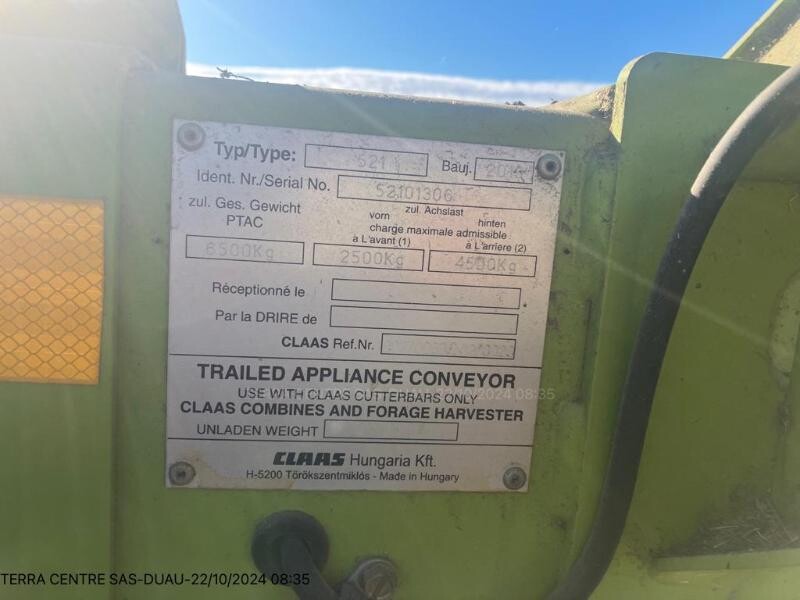 Typ/Type: 521 Bauj.
Ident. Nr./Serial No. 52101306
zul. Ges. Gewicht
PTAC
zul. Achslast
vorn hinten
charge maximale admissible
à L'avant (1) à L'arriere (2)
6500Kg 2500Kg 4500Kg
Réceptionné le
Par la DRIRE de
CLAAS Ref.Nr.
TRAILED APPLIANCE CONVEYOR
USE WITH CLAAS CUTTERBARS ONLY
CLAAS COMBINES AND FORAGE HARVESTER
UNLADEN WEIGHT
CLAAS Hungaria Kft.
H-5200 Törökszentmiklós - Made in Hungary
TERRA CENTRE SAS-DUAU-22/10/2024 08:35